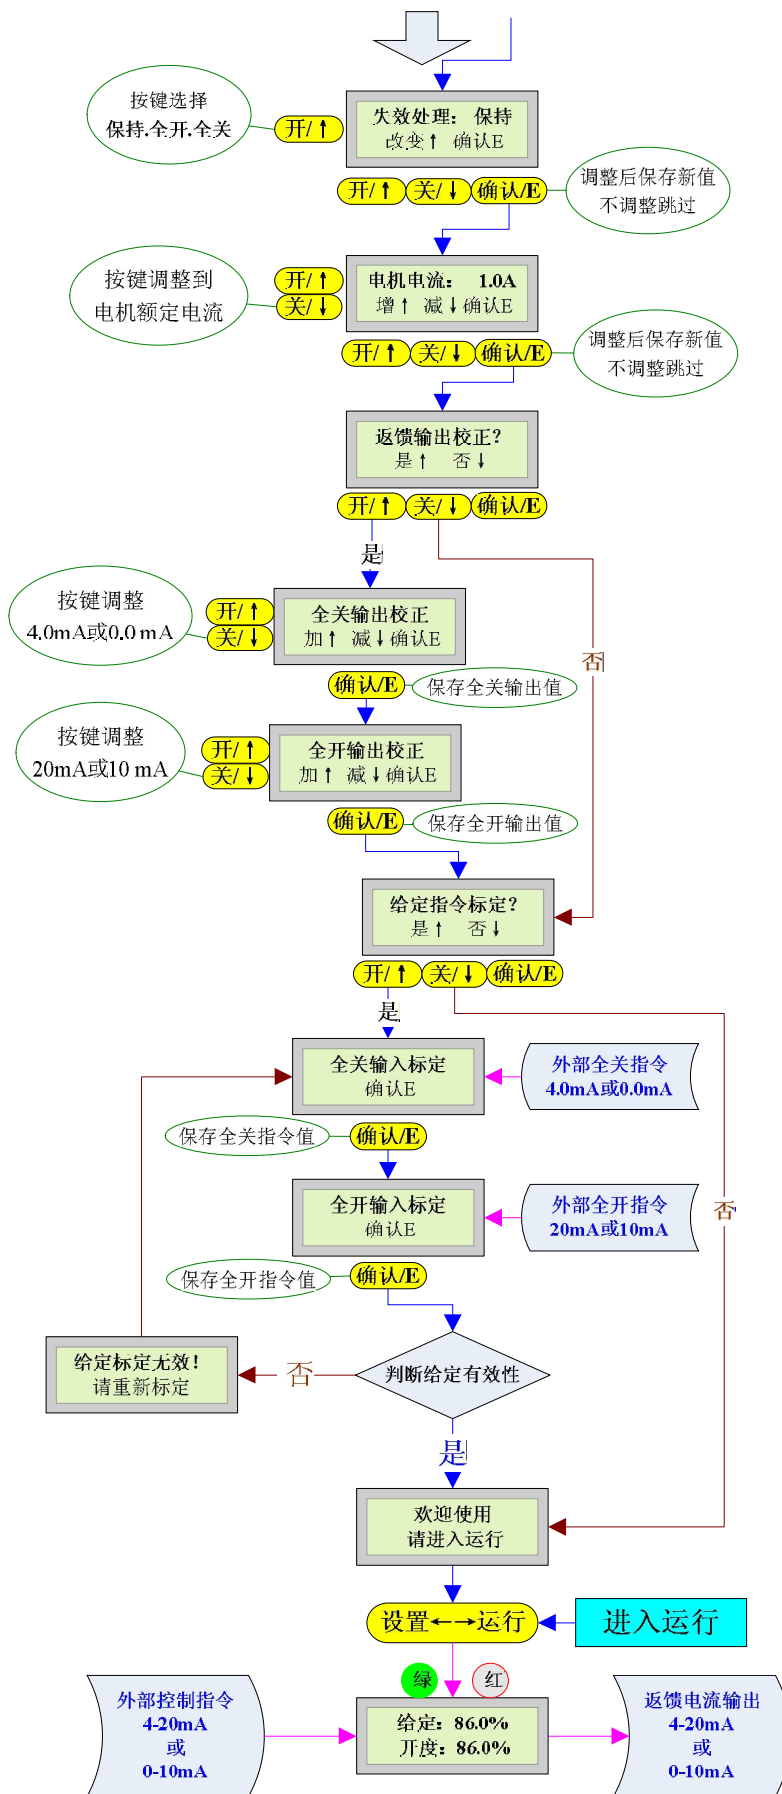 按键选择
保持.全开.全关
开/↑
失效处理： 保持
改变↑ 确认E
开/↑ 关/↓ 确认/E
调整后保存新值
不调整跳过
按键调整到
电机额定电流
开/↑
关/↓
电机电流： 1.0A
增↑ 减↓确认E
开/↑ 关/↓ 确认/E
调整后保存新值
不调整跳过
返馈输出校正？
是↑ 否↓
开/↑ 关/↓ 确认/E
是
否
按键调整
4.0mA或0.0 mA
开/↑
关/↓
全关输出校正
加↑ 减↓确认E
确认/E
保存全关输出值
按键调整
20mA或10 mA
开/↑
关/↓
全开输出校正
加↑ 减↓确认E
确认/E
保存全开输出值
给定指令标定？
是↑ 否↓
开/↑ 关/↓ 确认/E
是
全关输入标定
确认E
外部全关指令
4.0mA或0.0mA
保存全关指令值
确认/E
全开输入标定
确认E
外部全开指令
20mA或10mA
否
保存全开指令值
确认/E
给定标定无效！
请重新标定
否
判断给定有效性
是
欢迎使用
请进入运行
设置←→运行
进入运行
绿
红
外部控制指令
4-20mA
或
0-10mA
给定：86.0%
开度：86.0%
返馈电流输出
4-20mA
或
0-10mA